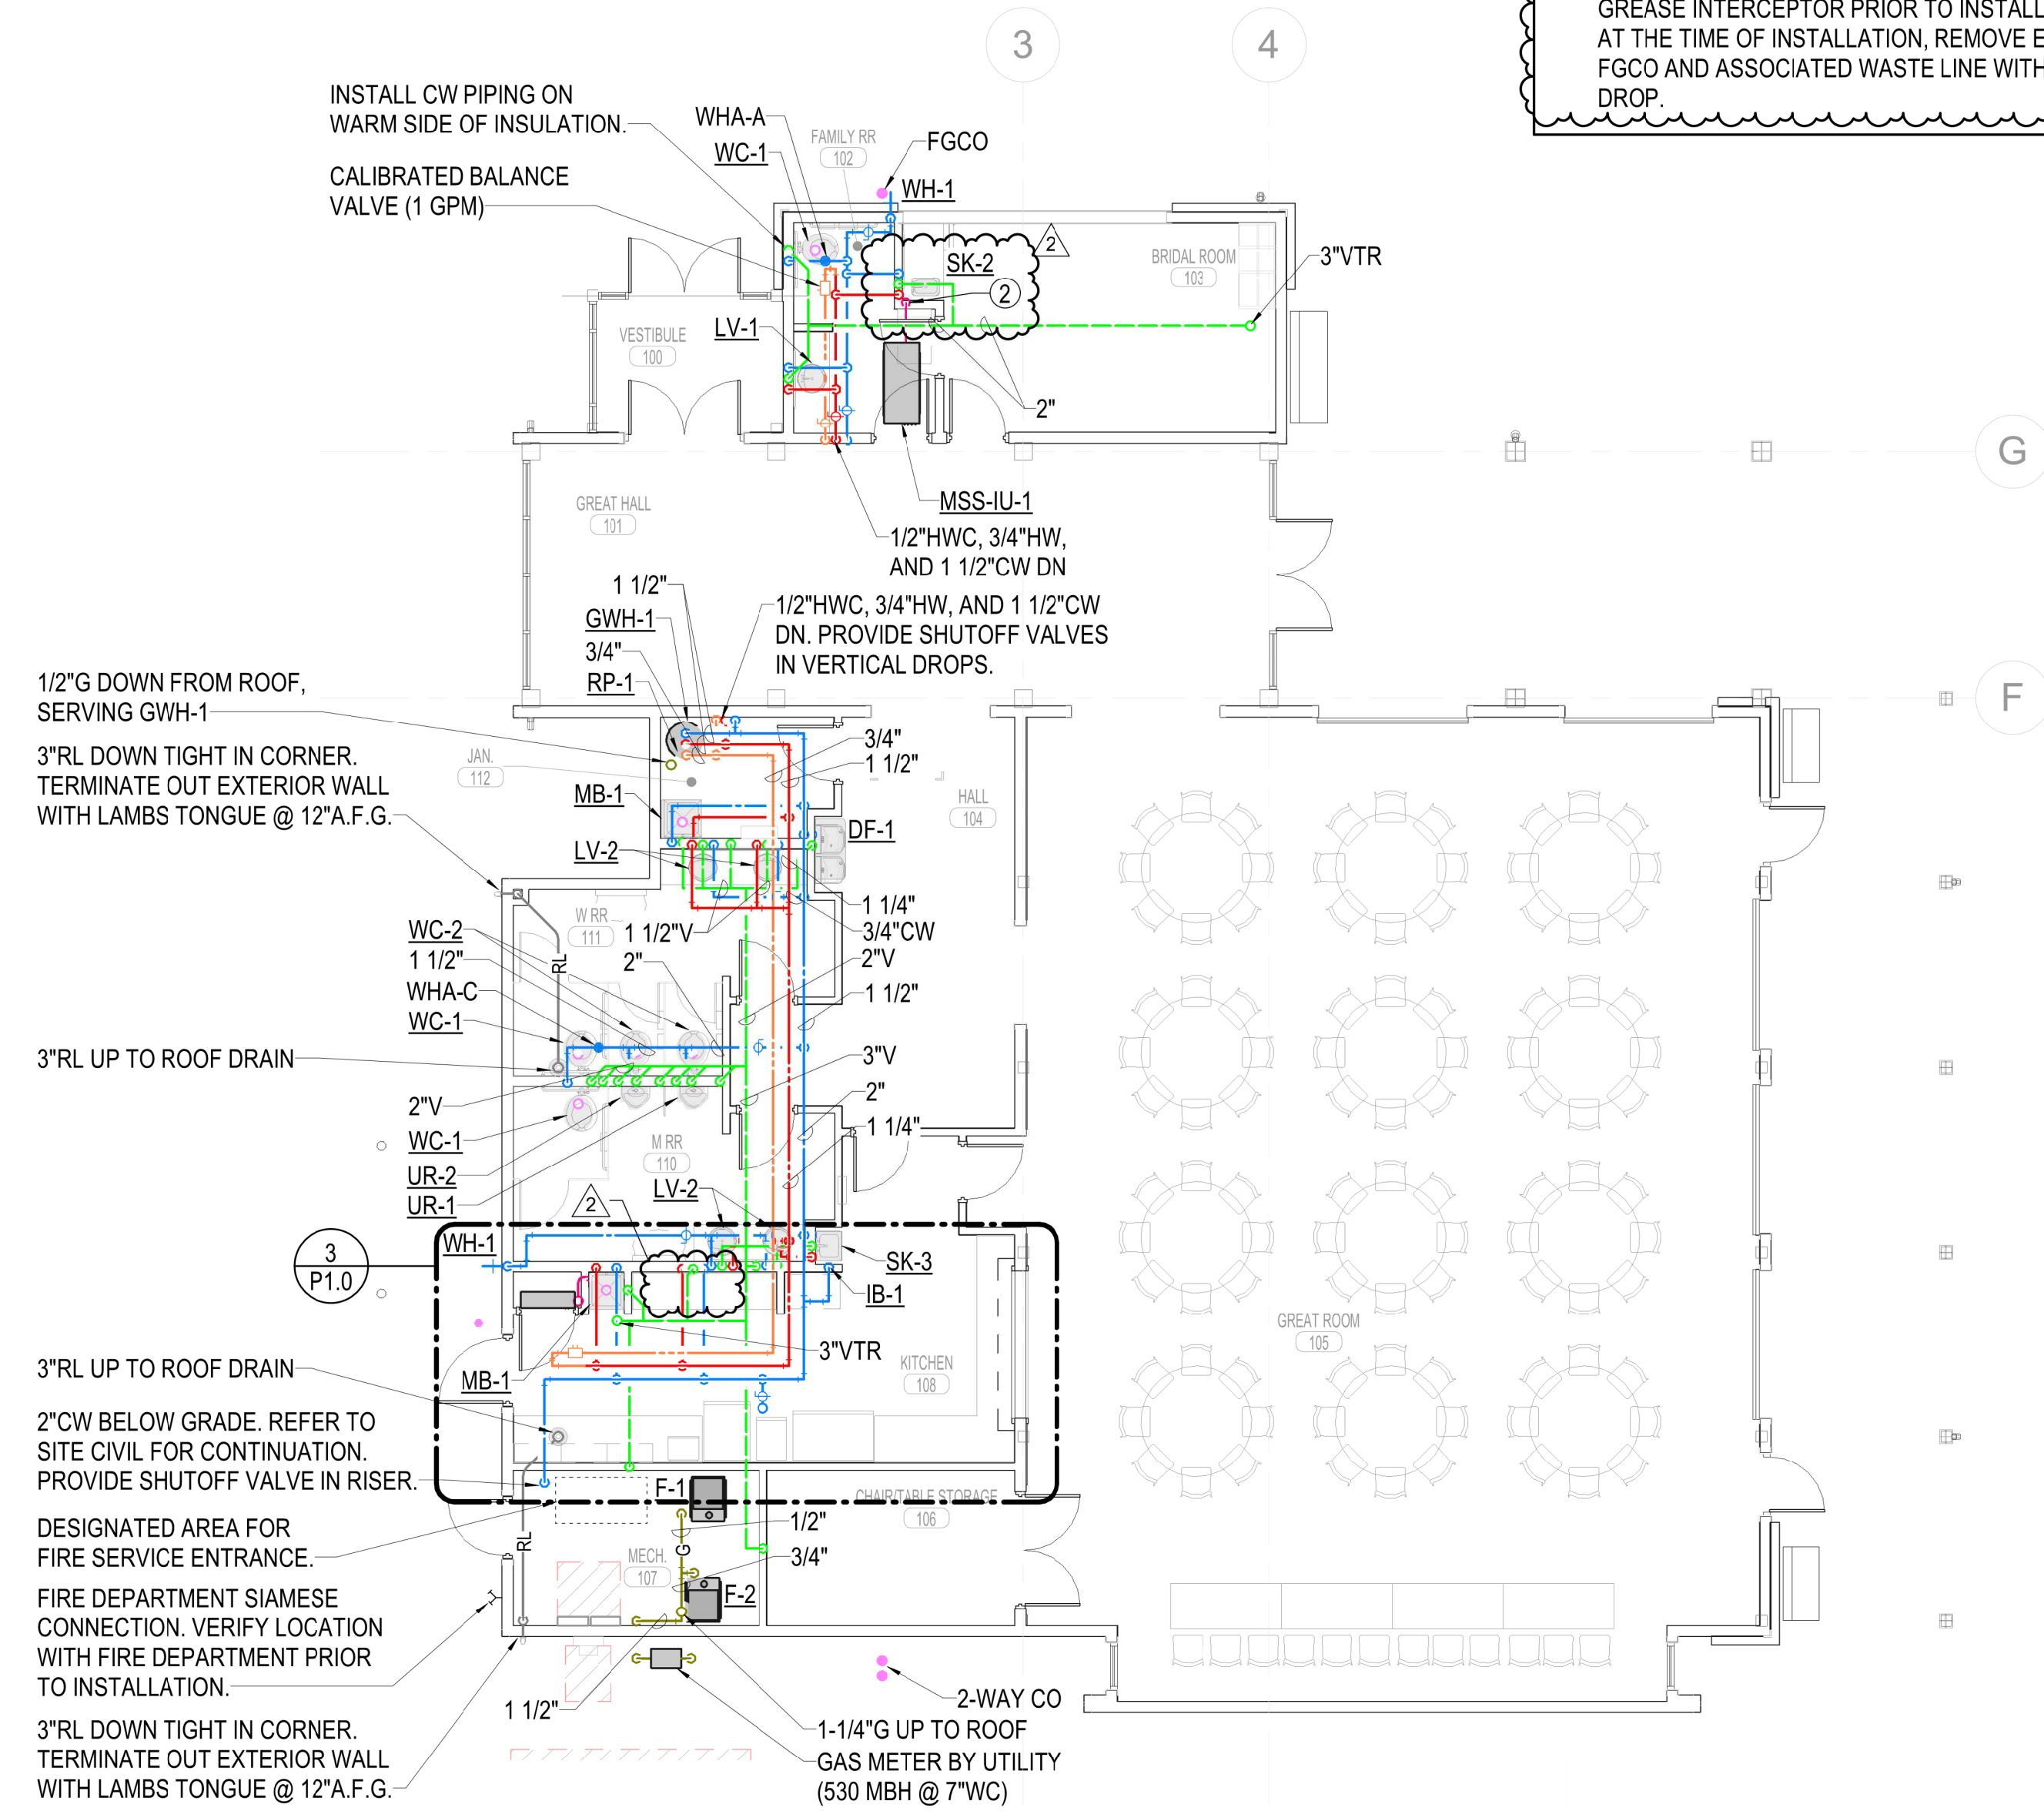 GREASE INTERCEPTOR PRIOR TO INSTALL
AT THE TIME OF INSTALLATION, REMOVE E
FGCO AND ASSOCIATED WASTE LINE WITH
DROP.
3
4
INSTALL CW PIPING ON
WARM SIDE OF INSULATION.
CALIBRATED BALANCE
VALVE (1 GPM)
WHA-A
WC-1
FAMILY RR
102
FGCO
WH-1
2
SK-2
2
BRIDAL ROOM
103
3"VTR
VESTIBULE
100
LV-1
2"
G
MSS-IU-1
GREAT HALL
101
1/2"HWC, 3/4"HW,
AND 1 1/2"CW DN
1 1/2"
GWH-1
3/4"
RP-1
1/2"HWC, 3/4"HW, AND 1 1/2"CW
DN. PROVIDE SHUTOFF VALVES
IN VERTICAL DROPS.
F
1/2"G DOWN FROM ROOF,
SERVING GWH-1
3"RL DOWN TIGHT IN CORNER.
TERMINATE OUT EXTERIOR WALL
WITH LAMBS TONGUE @ 12"A.F.G.
JAN.
112
MB-1
LV-2
3/4"
1 1/2"
HALL
104
DF-1
W RR
111
1 1/2"V
1 1/4"
3/4"CW
2"V
1 1/2"
WC-2
1 1/2"
WHA-C
WC-1
2"
RL
3"RL UP TO ROOF DRAIN
3"V
2"
1 1/4"
2"V
WC-1
UR-2
UR-1
M RR
110
LV-2
2
3
P1.0
WH-1
SK-3
IB-1
GREAT ROOM
105
3"VTR
KITCHEN
108
MB-1
3"RL UP TO ROOF DRAIN
2"CW BELOW GRADE. REFER TO
SITE CIVIL FOR CONTINUATION.
PROVIDE SHUTOFF VALVE IN RISER.
F-1
CHAIR/TABLE STORAGE
106
DESIGNATED AREA FOR
FIRE SERVICE ENTRANCE.
RL
G
MECH.
107
1/2"
3/4"
F-2
FIRE DEPARTMENT SIAMESE
CONNECTION. VERIFY LOCATION
WITH FIRE DEPARTMENT PRIOR
TO INSTALLATION.
1 1/2"
2-WAY CO
1-1/4"G UP TO ROOF
GAS METER BY UTILITY
(530 MBH @ 7"WC)
3"RL DOWN TIGHT IN CORNER.
TERMINATE OUT EXTERIOR WALL
WITH LAMBS TONGUE @ 12"A.F.G.